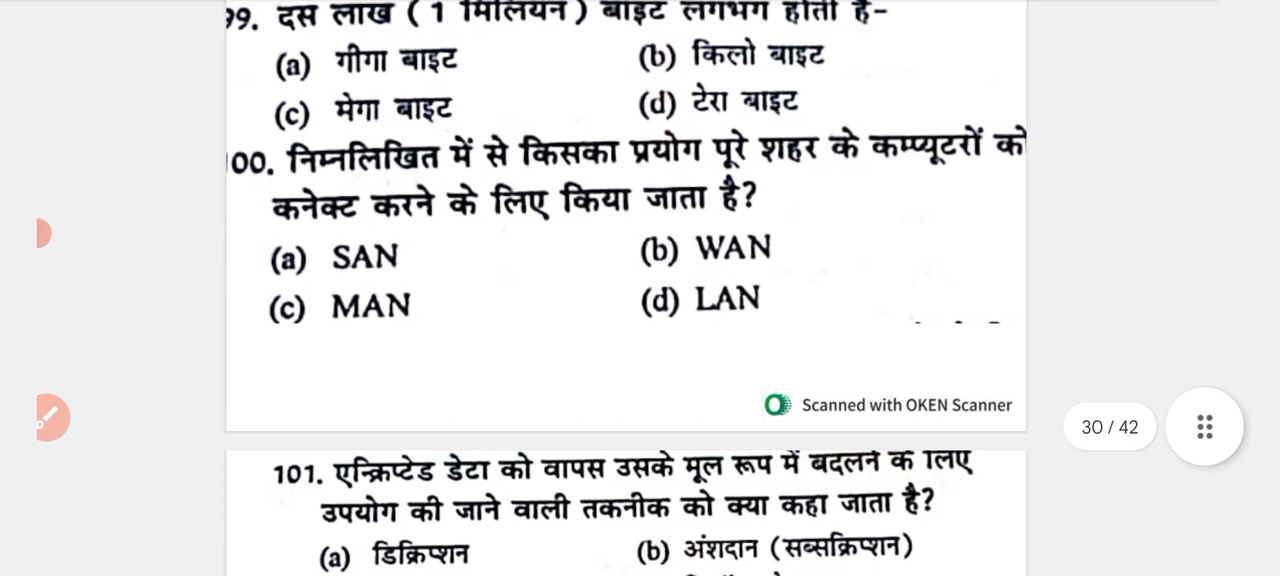 99. दस लाख ( 1 मिलियन ) बाइट लगभग होती है-
(a) गीगा बाइट (b) किलो बाइट
(c) मेगा बाइट (d) टेरा बाइट
100. निम्नलिखित में से किसका प्रयोग पूरे शहर के कम्प्यूटरों को
कनेक्ट करने के लिए किया जाता है?
(a) SAN (b) WAN
(c) MAN (d) LAN
Scanned with OKEN Scanner
30 / 42
101. एन्क्रिप्टेड डेटा को वापस उसके मूल रूप में बदलने के लिए
उपयोग की जाने वाली तकनीक को क्या कहा जाता है?
(a) डिक्रिप्शन (b) अंशदान (सब्सक्रिप्शन)